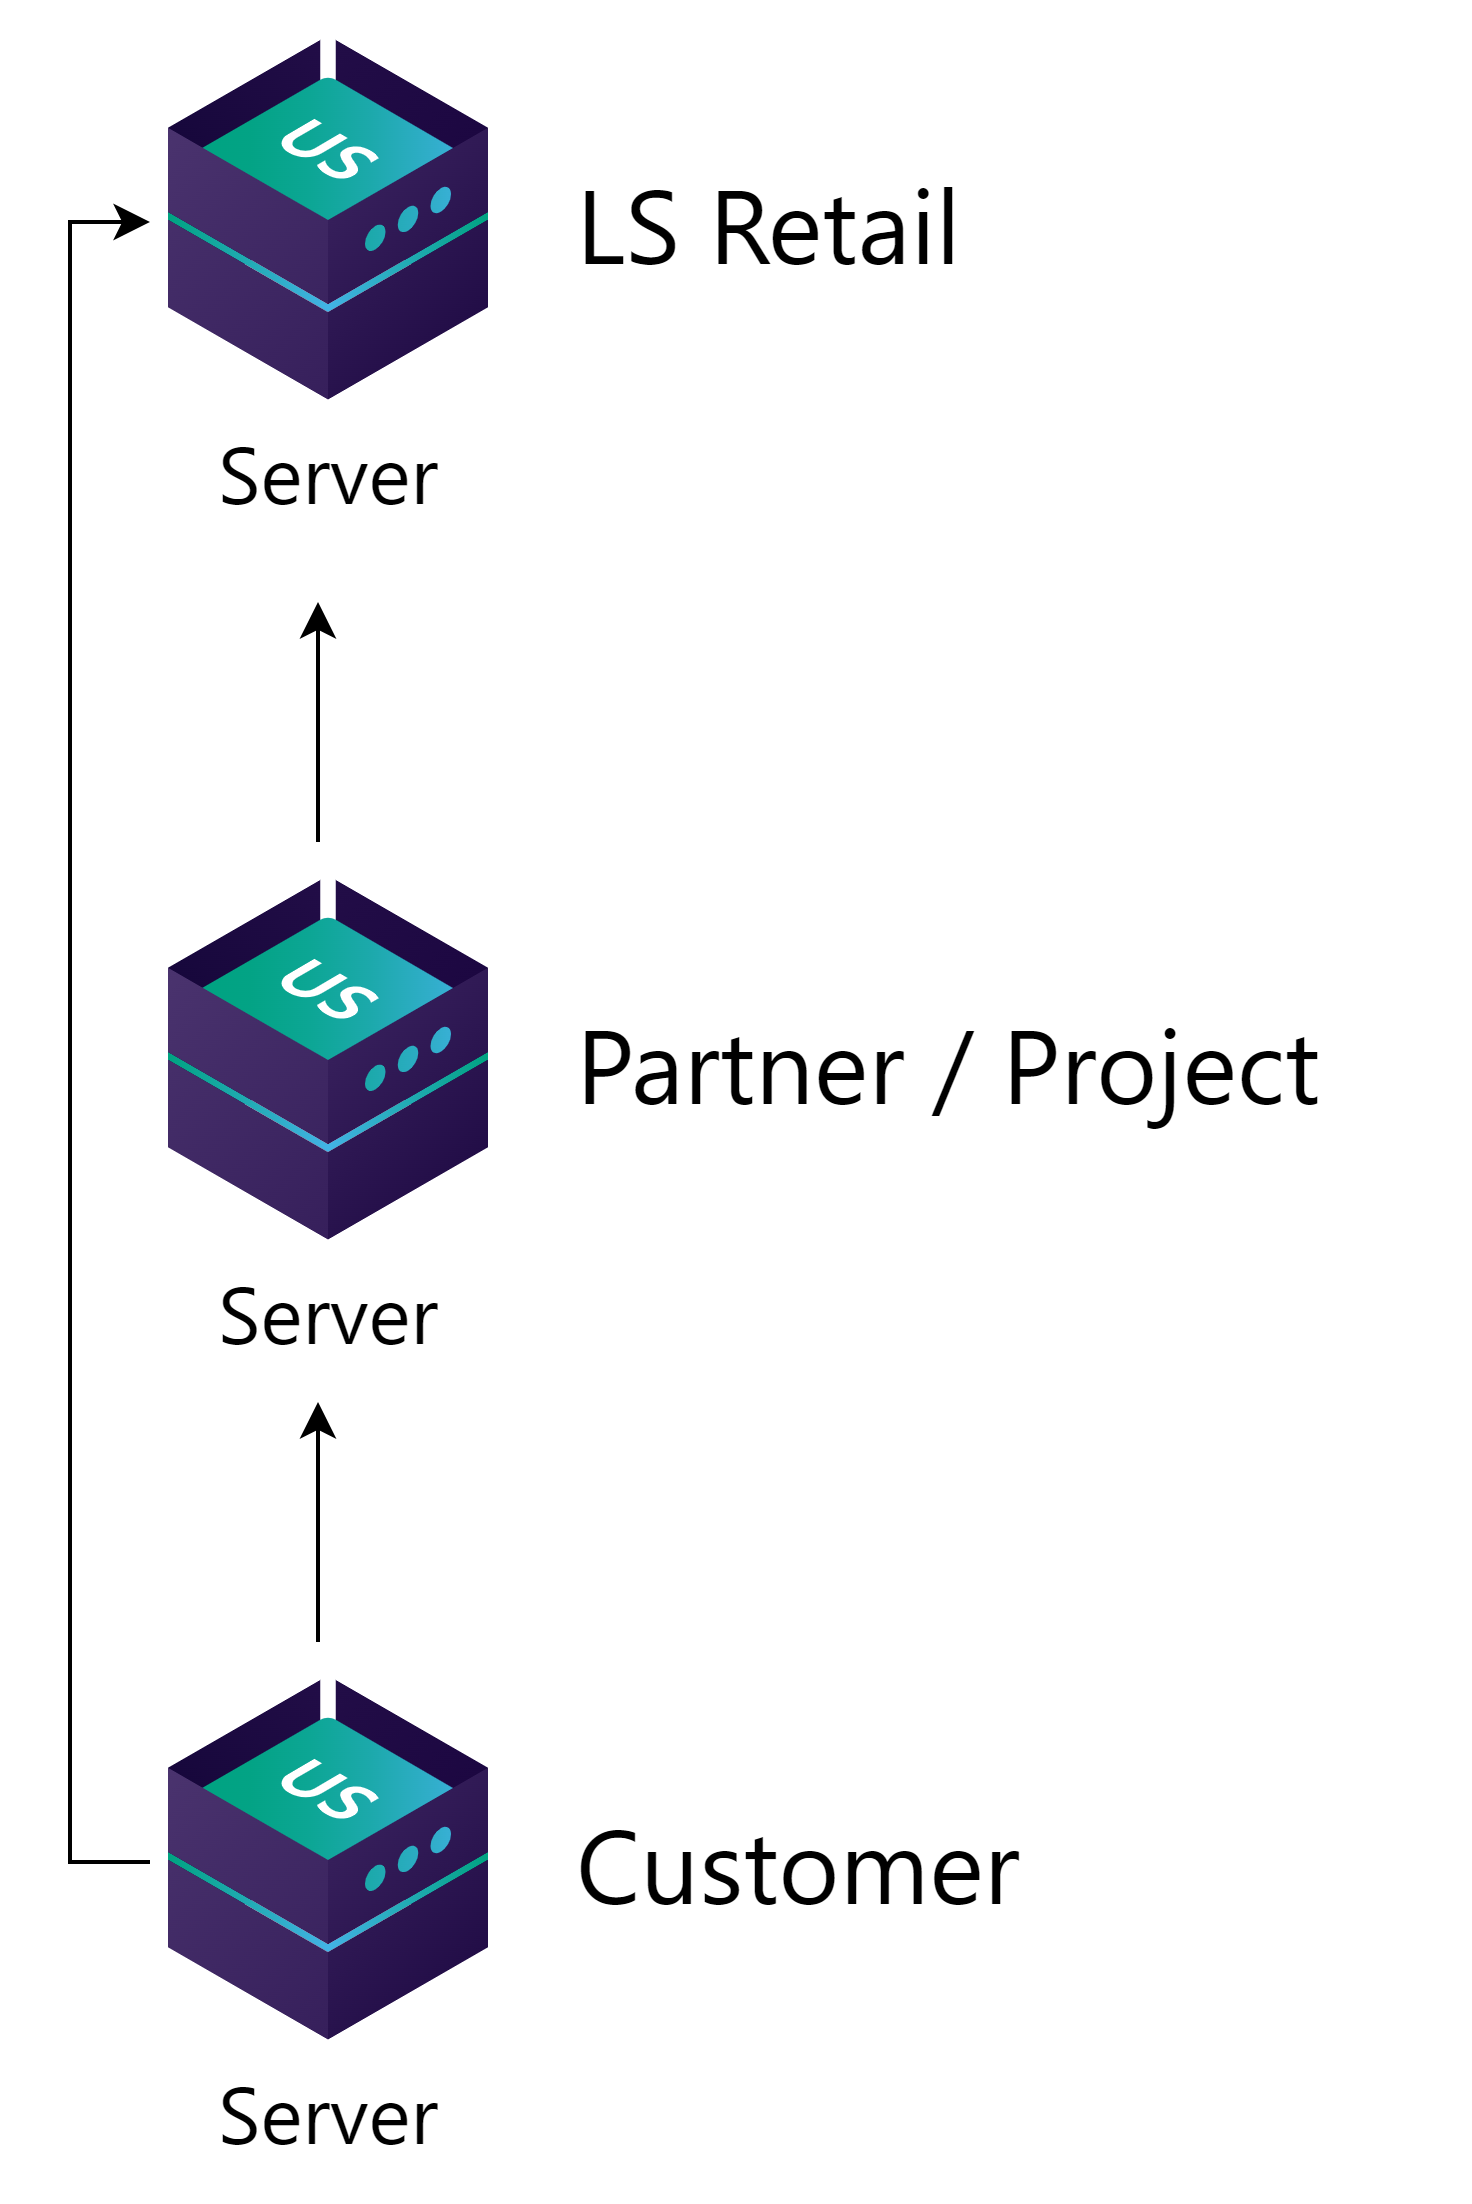 US
LS Retail
Server
US
Partner / Project
Server
US
Customer
Server